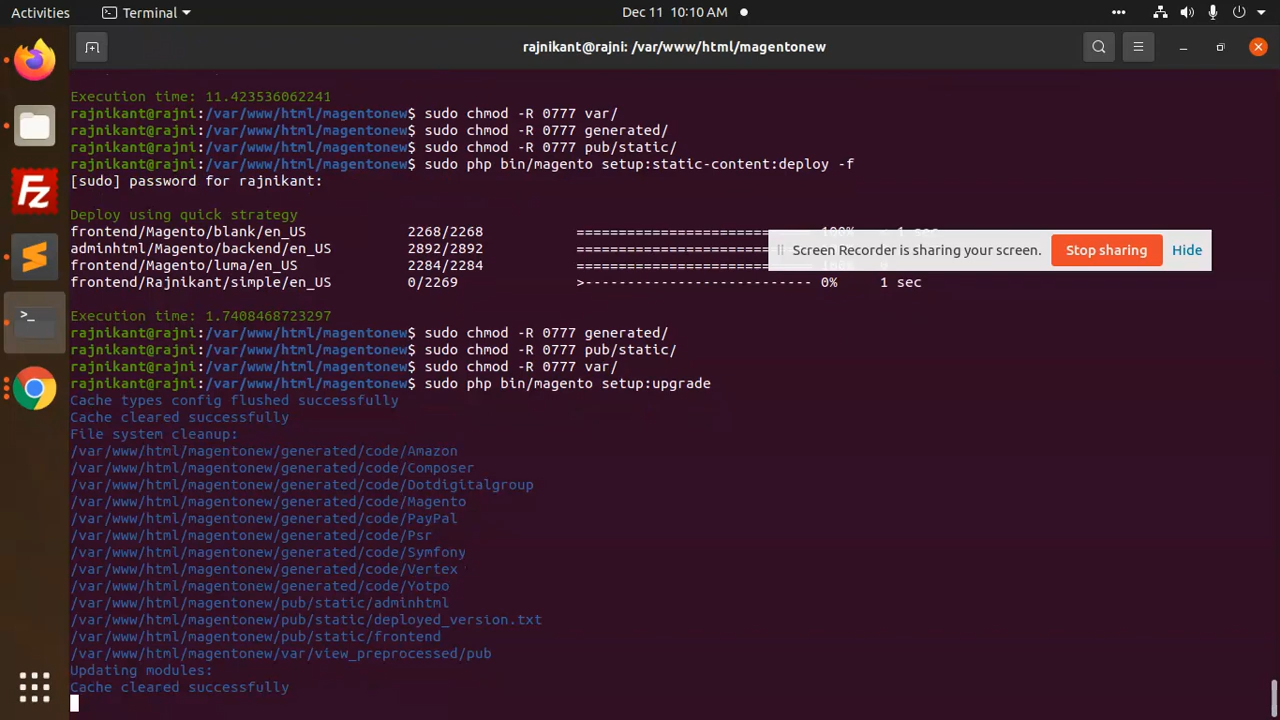 Activities
Terminal
Dec 11 10:10 AM
rajnikant@rajni: /var/www/html/magentonew
Execution time: 11.423536062241
rajnikant@rajni:/var/www/html/magentonew$ sudo chmod -R 0777 var/
rajnikant@rajni:/var/www/html/magentonew$ sudo chmod -R 0777 generated/
rajnikant@rajni:/var/www/html/magentonew$ sudo chmod -R 0777 pub/static/
rajnikant@rajni:/var/www/html/magentonew$ sudo php bin/magento setup:static-content:deploy -f
[sudo] password for rajnikant:
Deploy using quick strategy
frontend/Magento/blank/en_US 2268/2268 ========================== 100% < 1 sec
adminhtml/Magento/backend/en_US 2892/2892 ==============
Screen Recorder is sharing your screen.
Stop sharing
Hide
frontend/Magento/luma/en_US 2284/2284 ==============
frontend/Rajnikant/simple/en_US 0/2269 >--------------------------- 0% 1 sec
Execution time: 1.7408468723297
rajnikant@rajni:/var/www/html/magentonew$ sudo chmod -R 0777 generated/
rajnikant@rajni:/var/www/html/magentonew$ sudo chmod -R 0777 pub/static/
rajnikant@rajni:/var/www/html/magentonew$ sudo chmod -R 0777 var/
rajnikant@rajni:/var/www/html/magentonew$ sudo php bin/magento setup:upgrade
Cache types config flushed successfully
Cache cleared successfully
File system cleanup:
/var/www/html/magentonew/generated/code/Amazon
/var/www/html/magentonew/generated/code/Composer
/var/www/html/magentonew/generated/code/Dotdigitalgroup
/var/www/html/magentonew/generated/code/Magento
/var/www/html/magentonew/generated/code/PayPal
/var/www/html/magentonew/generated/code/Psr
/var/www/html/magentonew/generated/code/Symfony
/var/www/html/magentonew/generated/code/Vertex
/var/www/html/magentonew/generated/code/Yotpo
/var/www/html/magentonew/pub/static/adminhtml
/var/www/html/magentonew/pub/static/deployed_version.txt
/var/www/html/magentonew/pub/static/frontend
/var/www/html/magentonew/var/view_preprocessed/pub
Updating modules:
Cache cleared successfully